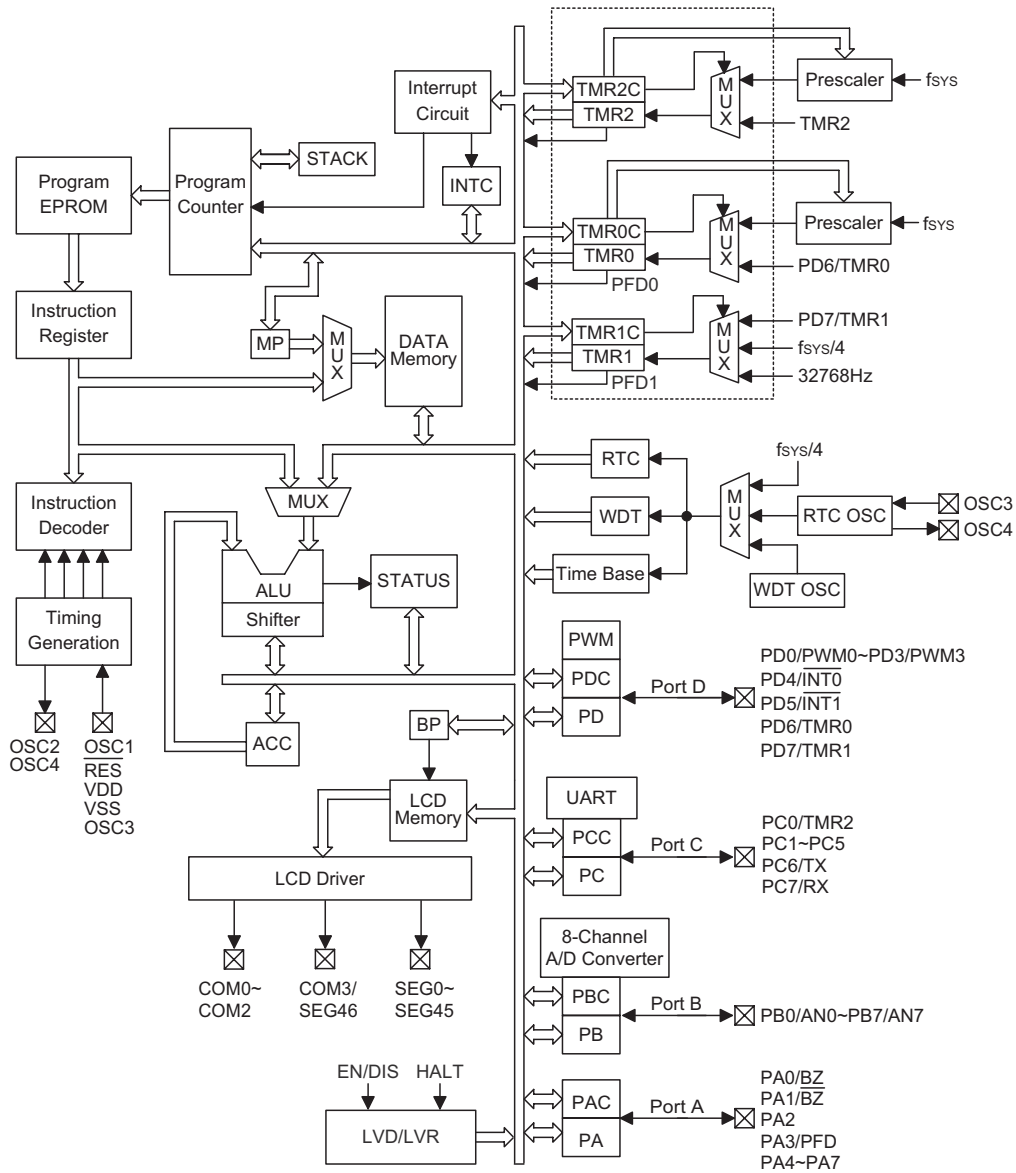 Interrupt
Circuit
STACK
INTC
Program
EPROM
Program
Counter
Instruction
Register
MP
MUX
DATA
Memory
Instruction
Decoder
MUX
ALU
Shifter
STATUS
Timing
Generation
OSC2
OSC4
OSC1
RES
VDD
VSS
OSC3
ACC
BP
LCD
Memory
LCD Driver
COM0~
COM2
COM3/
SEG46
SEG0~
SEG45
EN/DIS
HALT
LVD/LVR
TMR2C
TMR2
MUX
Prescaler
fSYS
TMR2
TMR0C
TMR0
PFD0
MUX
Prescaler
fSYS
PD6/TMR0
TMR1C
TMR1
PFD1
MUX
PD7/TMR1
fSYS/4
32768Hz
RTC
WDT
Time Base
MUX
fSYS/4
RTC OSC
OSC3
OSC4
WDT OSC
PWM
PDC
PD
Port D
PD0/PWM0~PD3/PWM3
PD4/INT0
PD5/INT1
PD6/TMR0
PD7/TMR1
UART
PCC
PC
Port C
PC0/TMR2
PC1~PC5
PC6/TX
PC7/RX
8-Channel
A/D Converter
PBC
PB
Port B
PB0/AN0~PB7/AN7
PAC
PA
Port A
PA0/BZ
PA1/BZ
PA2
PA3/PFD
PA4~PA7